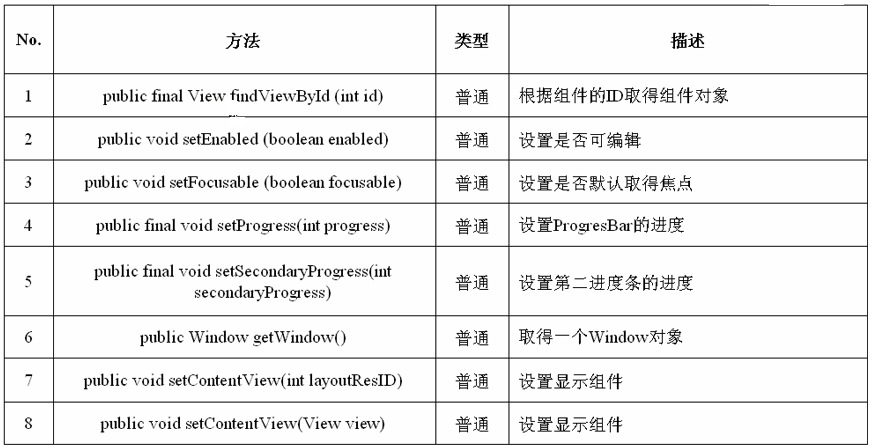 No. 方法 类型 描述
1 public final View findViewById (int id) 普通 根据组件的ID取得组件对象
2 public void setEnabled (boolean enabled) 普通 设置是否可编辑
3 public void setFocusable (boolean focusable) 普通 设置是否默认取得焦点
4 public final void setProgress(int progress) 普通 设置ProgresBar的进度
5 public final void setSecondaryProgress(int
secondaryProgress) 普通 设置第二进度条的进度
6 public Window getWindow() 普通 取得一个Window对象
7 public void setContentView(int layoutResID) 普通 设置显示组件
8 public void setContentView(View view) 普通 设置显示组件